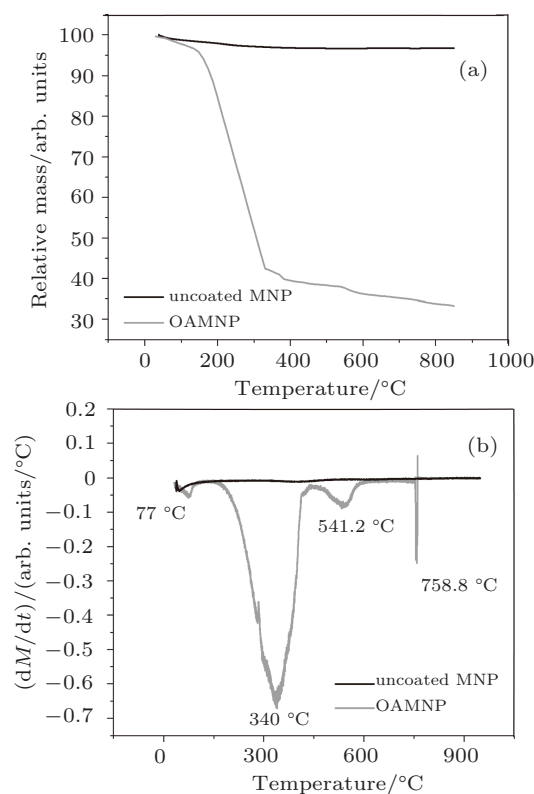 100
90
80
70
60
50
40
30
Relative mass/arb. units
(a)
uncoated MNP
OAMNP
0 200 400 600 800 1000
Temperature/°C
0.2
0.1
0
−0.1
−0.2
−0.3
−0.4
−0.5
−0.6
−0.7
(dM/dt)/(arb. units/°C)
(b)
77 °C
541.2 °C
758.8 °C
340 °C
uncoated MNP
OAMNP
0 300 600 900
Temperature/°C